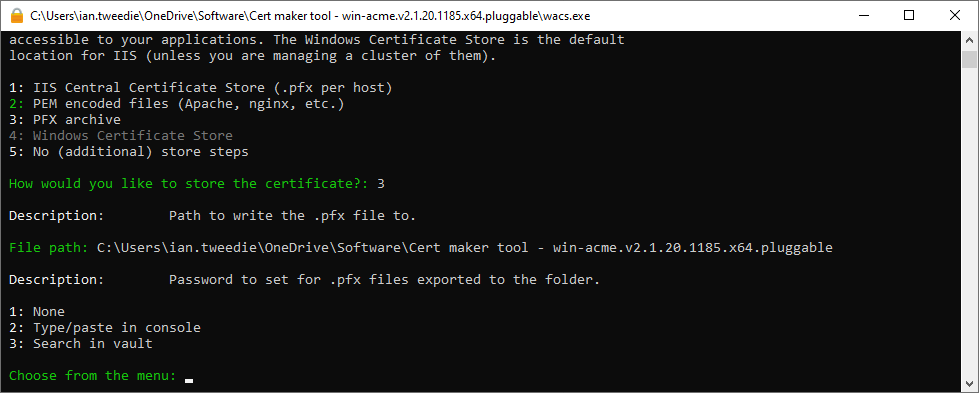 C:\Users\ian.tweedie\OneDrive\Software\Cert maker tool - win-acme.v2.1.20.1185.x64.pluggable\wacs.exe
accessible to your applications. The Windows Certificate Store is the default
location for IIS (unless you are managing a cluster of them).
1: IIS Central Certificate Store (.pfx per host)
2: PEM encoded files (Apache, nginx, etc.)
3: PFX archive
4: Windows Certificate Store
5: No (additional) store steps
How would you like to store the certificate?: 3
Description:        Path to write the .pfx file to.
File path: C:\Users\ian.tweedie\OneDrive\Software\Cert maker tool - win-acme.v2.1.20.1185.x64.pluggable
Description:        Password to set for .pfx files exported to the folder.
1: None
2: Type/paste in console
3: Search in vault
Choose from the menu: